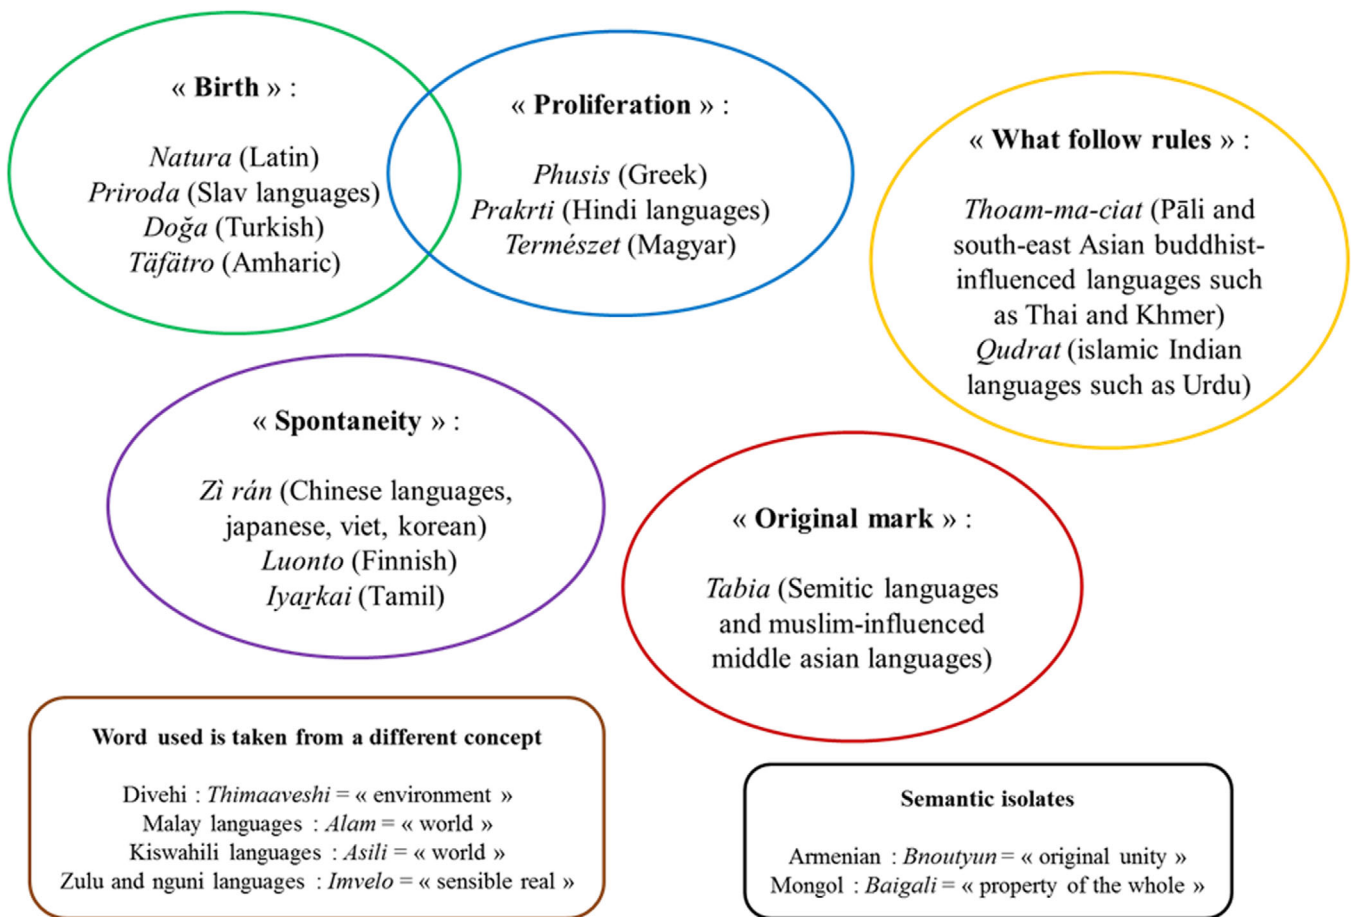 « Birth » :
Natura (Latin)
Priroda (Slav languages)
Doğa (Turkish)
Täfätro (Amharic)
« Proliferation » :
Phusis (Greek)
Prakrti (Hindi languages)
Természet (Magyar)
« What follow rules » :
Thoam-ma-ciat (Pāli and
south-east Asian buddhist-
influenced languages such
as Thai and Khmer)
Qudrat (islamic Indian
languages such as Urdu)
« Spontaneity » :
Zì rán (Chinese languages,
japanese, viet, korean)
Luonto (Finnish)
Iyaṟkai (Tamil)
« Original mark » :
Tabia (Semitic languages
and muslim-influenced
middle asian languages)
Word used is taken from a different concept
Divehi : Thimaaveshi = « environment »
Malay languages : Alam = « world »
Kiswahili languages : Asili = « world »
Zulu and nguni languages : Imvelo = « sensible real »
Semantic isolates
Armenian : Bnoutyun = « original unity »
Mongol : Baigali = « property of the whole »